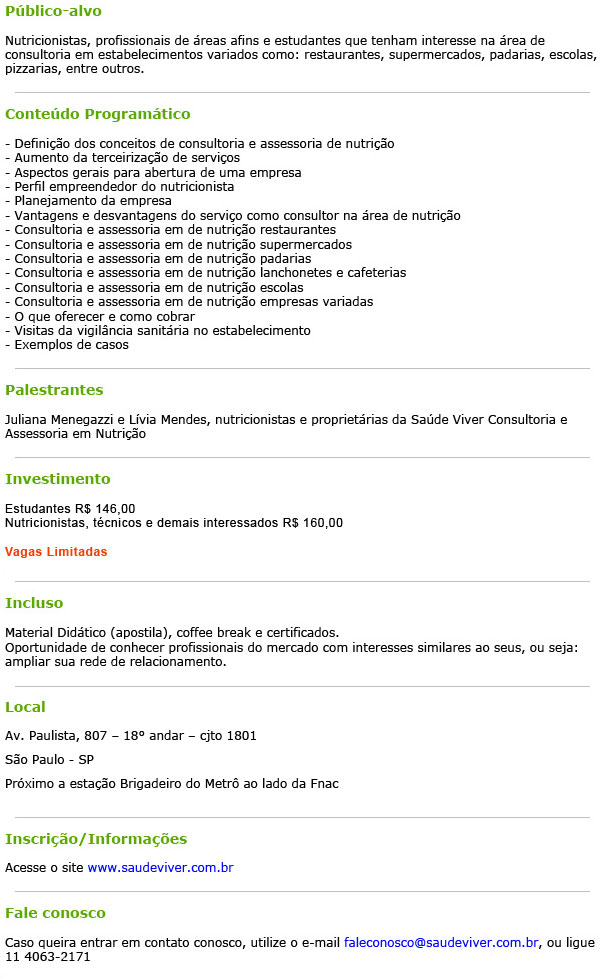 Público-alvo
Nutricionistas, profissionais de áreas afins e estudantes que tenham interesse na área de
consultoria em estabelecimentos variados como: restaurantes, supermercados, padarias, escolas,
pizzarias, entre outros.
Conteúdo Programático
- Definição dos conceitos de consultoria e assessoria de nutrição
- Aumento da terceirização de serviços
- Aspectos gerais para abertura de uma empresa
- Perfil empreendedor do nutricionista
- Planejamento da empresa
- Vantagens e desvantagens do serviço como consultor na área de nutrição
- Consultoria e assessoria em de nutrição restaurantes
- Consultoria e assessoria em de nutrição supermercados
- Consultoria e assessoria em de nutrição padarias
- Consultoria e assessoria em de nutrição lanchonetes e cafeterias
- Consultoria e assessoria em de nutrição escolas
- Consultoria e assessoria em de nutrição empresas variadas
- O que oferecer e como cobrar
- Visitas da vigilância sanitária no estabelecimento
- Exemplos de casos
Palestrantes
Juliana Menegazzi e Lívia Mendes, nutricionistas e proprietárias da Saúde Viver Consultoria e
Assessoria em Nutrição
Investimento
Estudantes R$ 146,00
Nutricionistas, técnicos e demais interessados R$ 160,00
Vagas Limitadas
Incluso
Material Didático (apostila), coffee break e certificados.
Oportunidade de conhecer profissionais do mercado com interesses similares ao seus, ou seja:
ampliar sua rede de relacionamento.
Local
Av. Paulista, 807 – 18º andar – cjto 1801
São Paulo - SP
Próximo a estação Brigadeiro do Metrô ao lado da Fnac
Inscrição/Informações
Acesse o site www.saudeviver.com.br
Fale conosco
Caso queira entrar em contato conosco, utilize o e-mail faleconosco@saudeviver.com.br, ou ligue
11 4063-2171